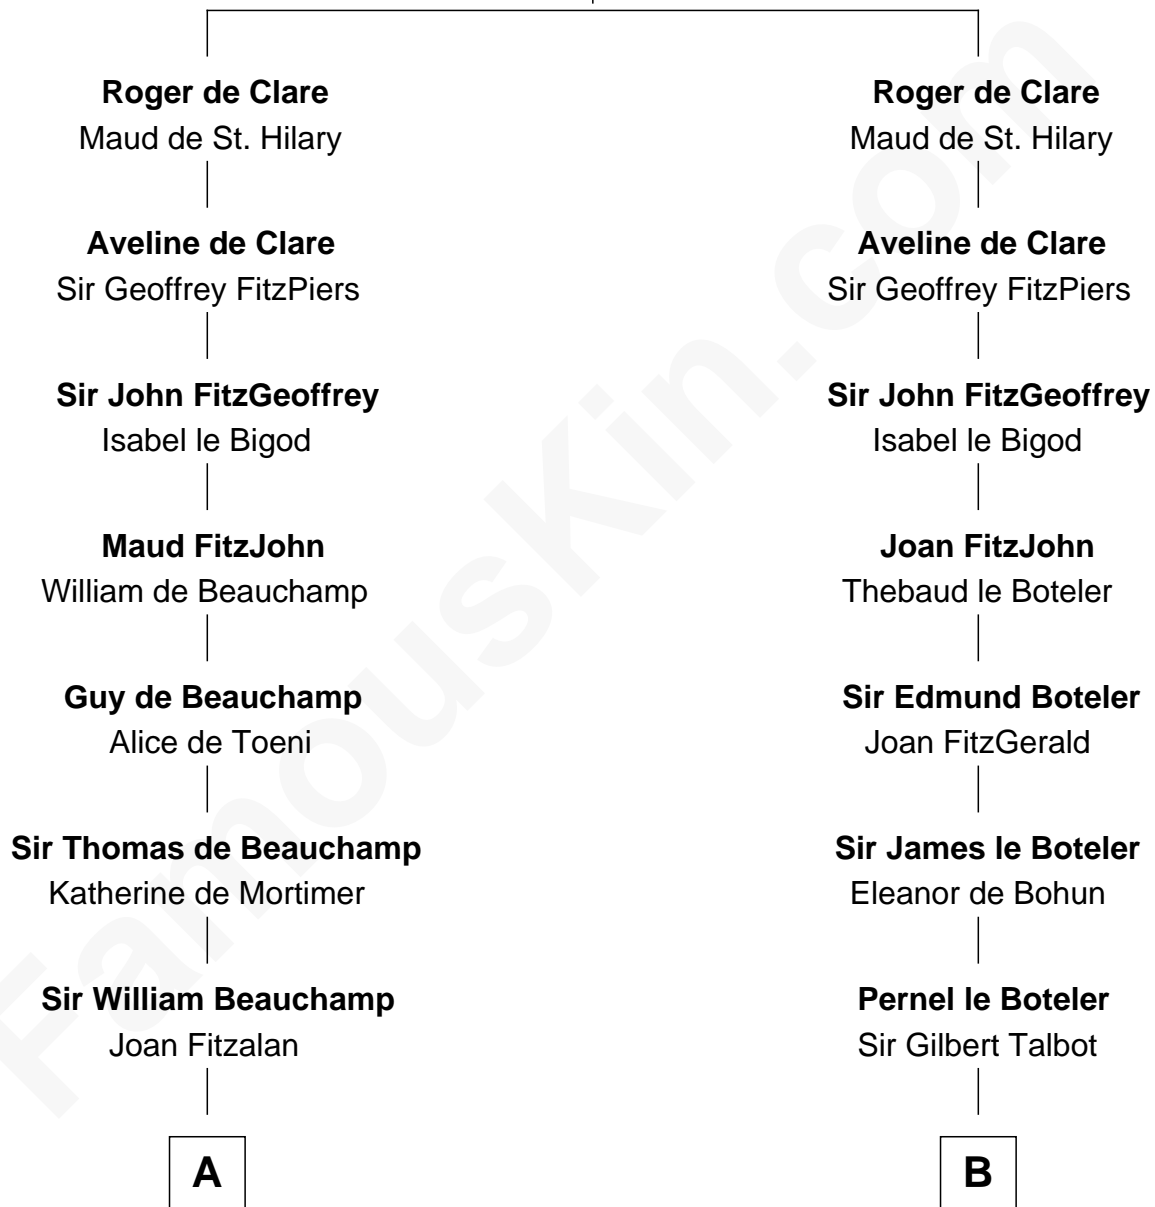 Roger de Clare
Maud de St. Hilary
Aveline de Clare
Sir Geoffrey FitzPiers
Sir John FitzGeoffrey
Isabel le Bigod
Maud FitzJohn
William de Beauchamp
Guy de Beauchamp
Alice de Toeni
Sir Thomas de Beauchamp
Katherine de Mortimer
Sir William Beauchamp
Joan Fitzalan
A
Roger de Clare
Maud de St. Hilary
Aveline de Clare
Sir Geoffrey FitzPiers
Sir John FitzGeoffrey
Isabel le Bigod
Joan FitzJohn
Thebaud le Boteler
Sir Edmund Boteler
Joan FitzGerald
Sir James le Boteler
Eleanor de Bohun
Pernel le Boteler
Sir Gilbert Talbot
B
FamousKin.com